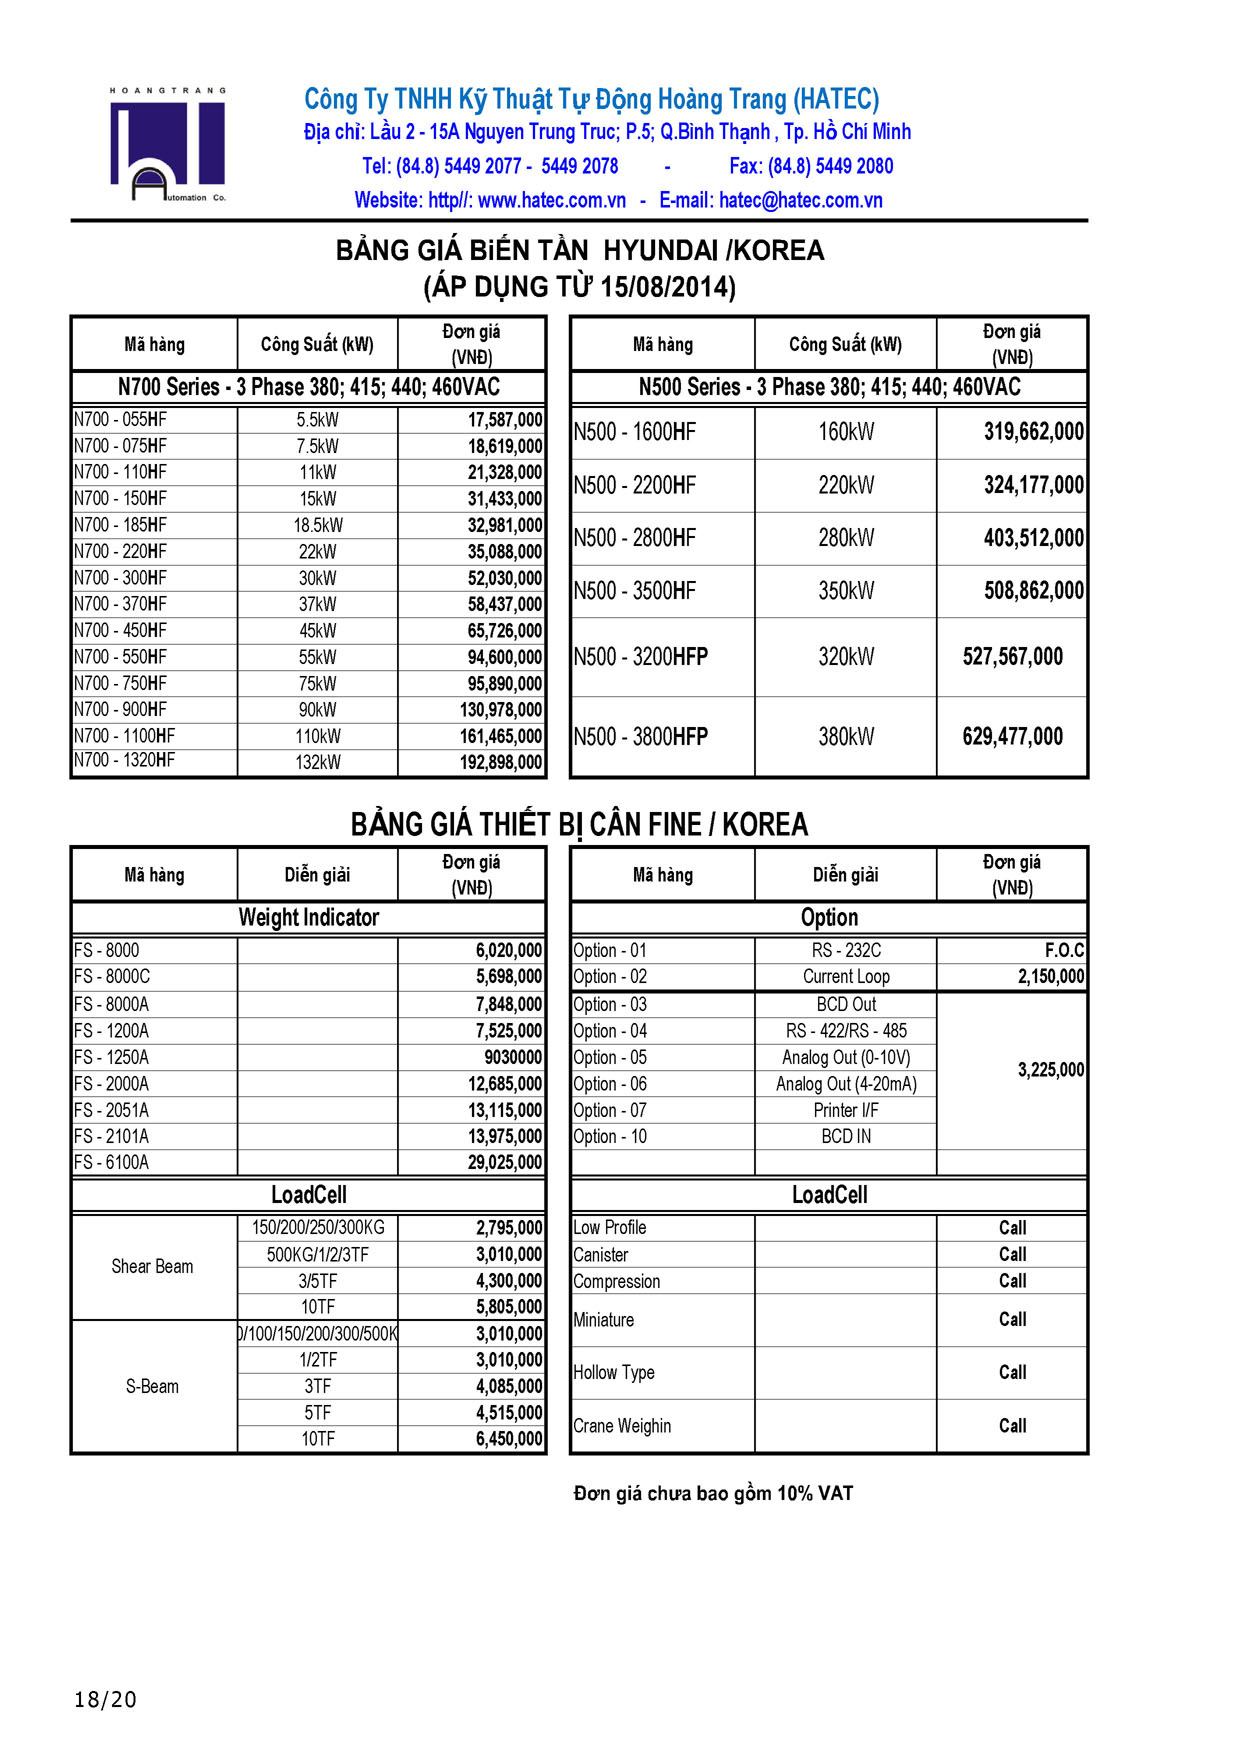 HOANGTRANG
Automation Co.
Công Ty TNHH Kỹ Thuật Tự Động Hoàng Trang (HATEC)
Địa chỉ: Lầu 2 - 15A Nguyen Trung Truc; P.5; Q.Bình Thạnh , Tp. Hồ Chí Minh
Tel: (84.8) 5449 2077 - 5449 2078 - Fax: (84.8) 5449 2080
Website: http//: www.hatec.com.vn - E-mail: hatec@hatec.com.vn
BẢNG GIÁ BiẾN TẦN HYUNDAI /KOREA
(ÁP DỤNG TỪ 15/08/2014)
Mã hàng Công Suất (kW) Đơn giá (VNĐ)
N700 Series - 3 Phase 380; 415; 440; 460VAC
N700 - 055HF 5.5kW 17,587,000
N700 - 075HF 7.5kW 18,619,000
N700 - 110HF 11kW 21,328,000
N700 - 150HF 15kW 31,433,000
N700 - 185HF 18.5kW 32,981,000
N700 - 220HF 22kW 35,088,000
N700 - 300HF 30kW 52,030,000
N700 - 370HF 37kW 58,437,000
N700 - 450HF 45kW 65,726,000
N700 - 550HF 55kW 94,600,000
N700 - 750HF 75kW 95,890,000
N700 - 900HF 90kW 130,978,000
N700 - 1100HF 110kW 161,465,000
N700 - 1320HF 132kW 192,898,000
Mã hàng Công Suất (kW) Đơn giá (VNĐ)
N500 Series - 3 Phase 380; 415; 440; 460VAC
N500 - 1600HF 160kW 319,662,000
N500 - 2200HF 220kW 324,177,000
N500 - 2800HF 280kW 403,512,000
N500 - 3500HF 350kW 508,862,000
N500 - 3200HFP 320kW 527,567,000
N500 - 3800HFP 380kW 629,477,000
BẢNG GIÁ THIẾT BỊ CÂN FINE / KOREA
Mã hàng Diễn giải Đơn giá (VNĐ)
Weight Indicator
FS - 8000 6,020,000
FS - 8000C 5,698,000
FS - 8000A 7,848,000
FS - 1200A 7,525,000
FS - 1250A 9030000
FS - 2000A 12,685,000
FS - 2051A 13,115,000
FS - 2101A 13,975,000
FS - 6100A 29,025,000
LoadCell
Shear Beam
150/200/250/300KG 2,795,000
500KG/1/2/3TF 3,010,000
3/5TF 4,300,000
10TF 5,805,000
S-Beam
0/100/150/200/300/500K 3,010,000
1/2TF 3,010,000
3TF 4,085,000
5TF 4,515,000
10TF 6,450,000
Mã hàng Diễn giải Đơn giá (VNĐ)
Option
Option - 01 RS - 232C F.O.C
Option - 02 Current Loop 2,150,000
Option - 03 BCD Out
Option - 04 RS - 422/RS - 485
Option - 05 Analog Out (0-10V)
3,225,000
Option - 06 Analog Out (4-20mA)
Option - 07 Printer I/F
Option - 10 BCD IN
LoadCell
Low Profile Call
Canister Call
Compression Call
Miniature Call
Hollow Type Call
Crane Weighin Call
Đơn giá chưa bao gồm 10% VAT
18/20